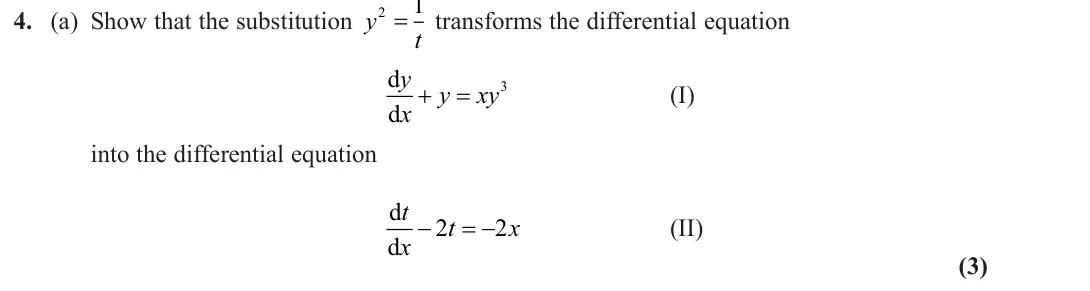 4. (a) Show that the substitution y² = 1/t transforms the differential equation
dy/dx + y = xy³ (I)
into the differential equation
dt/dx − 2t = −2x (II)
(3)